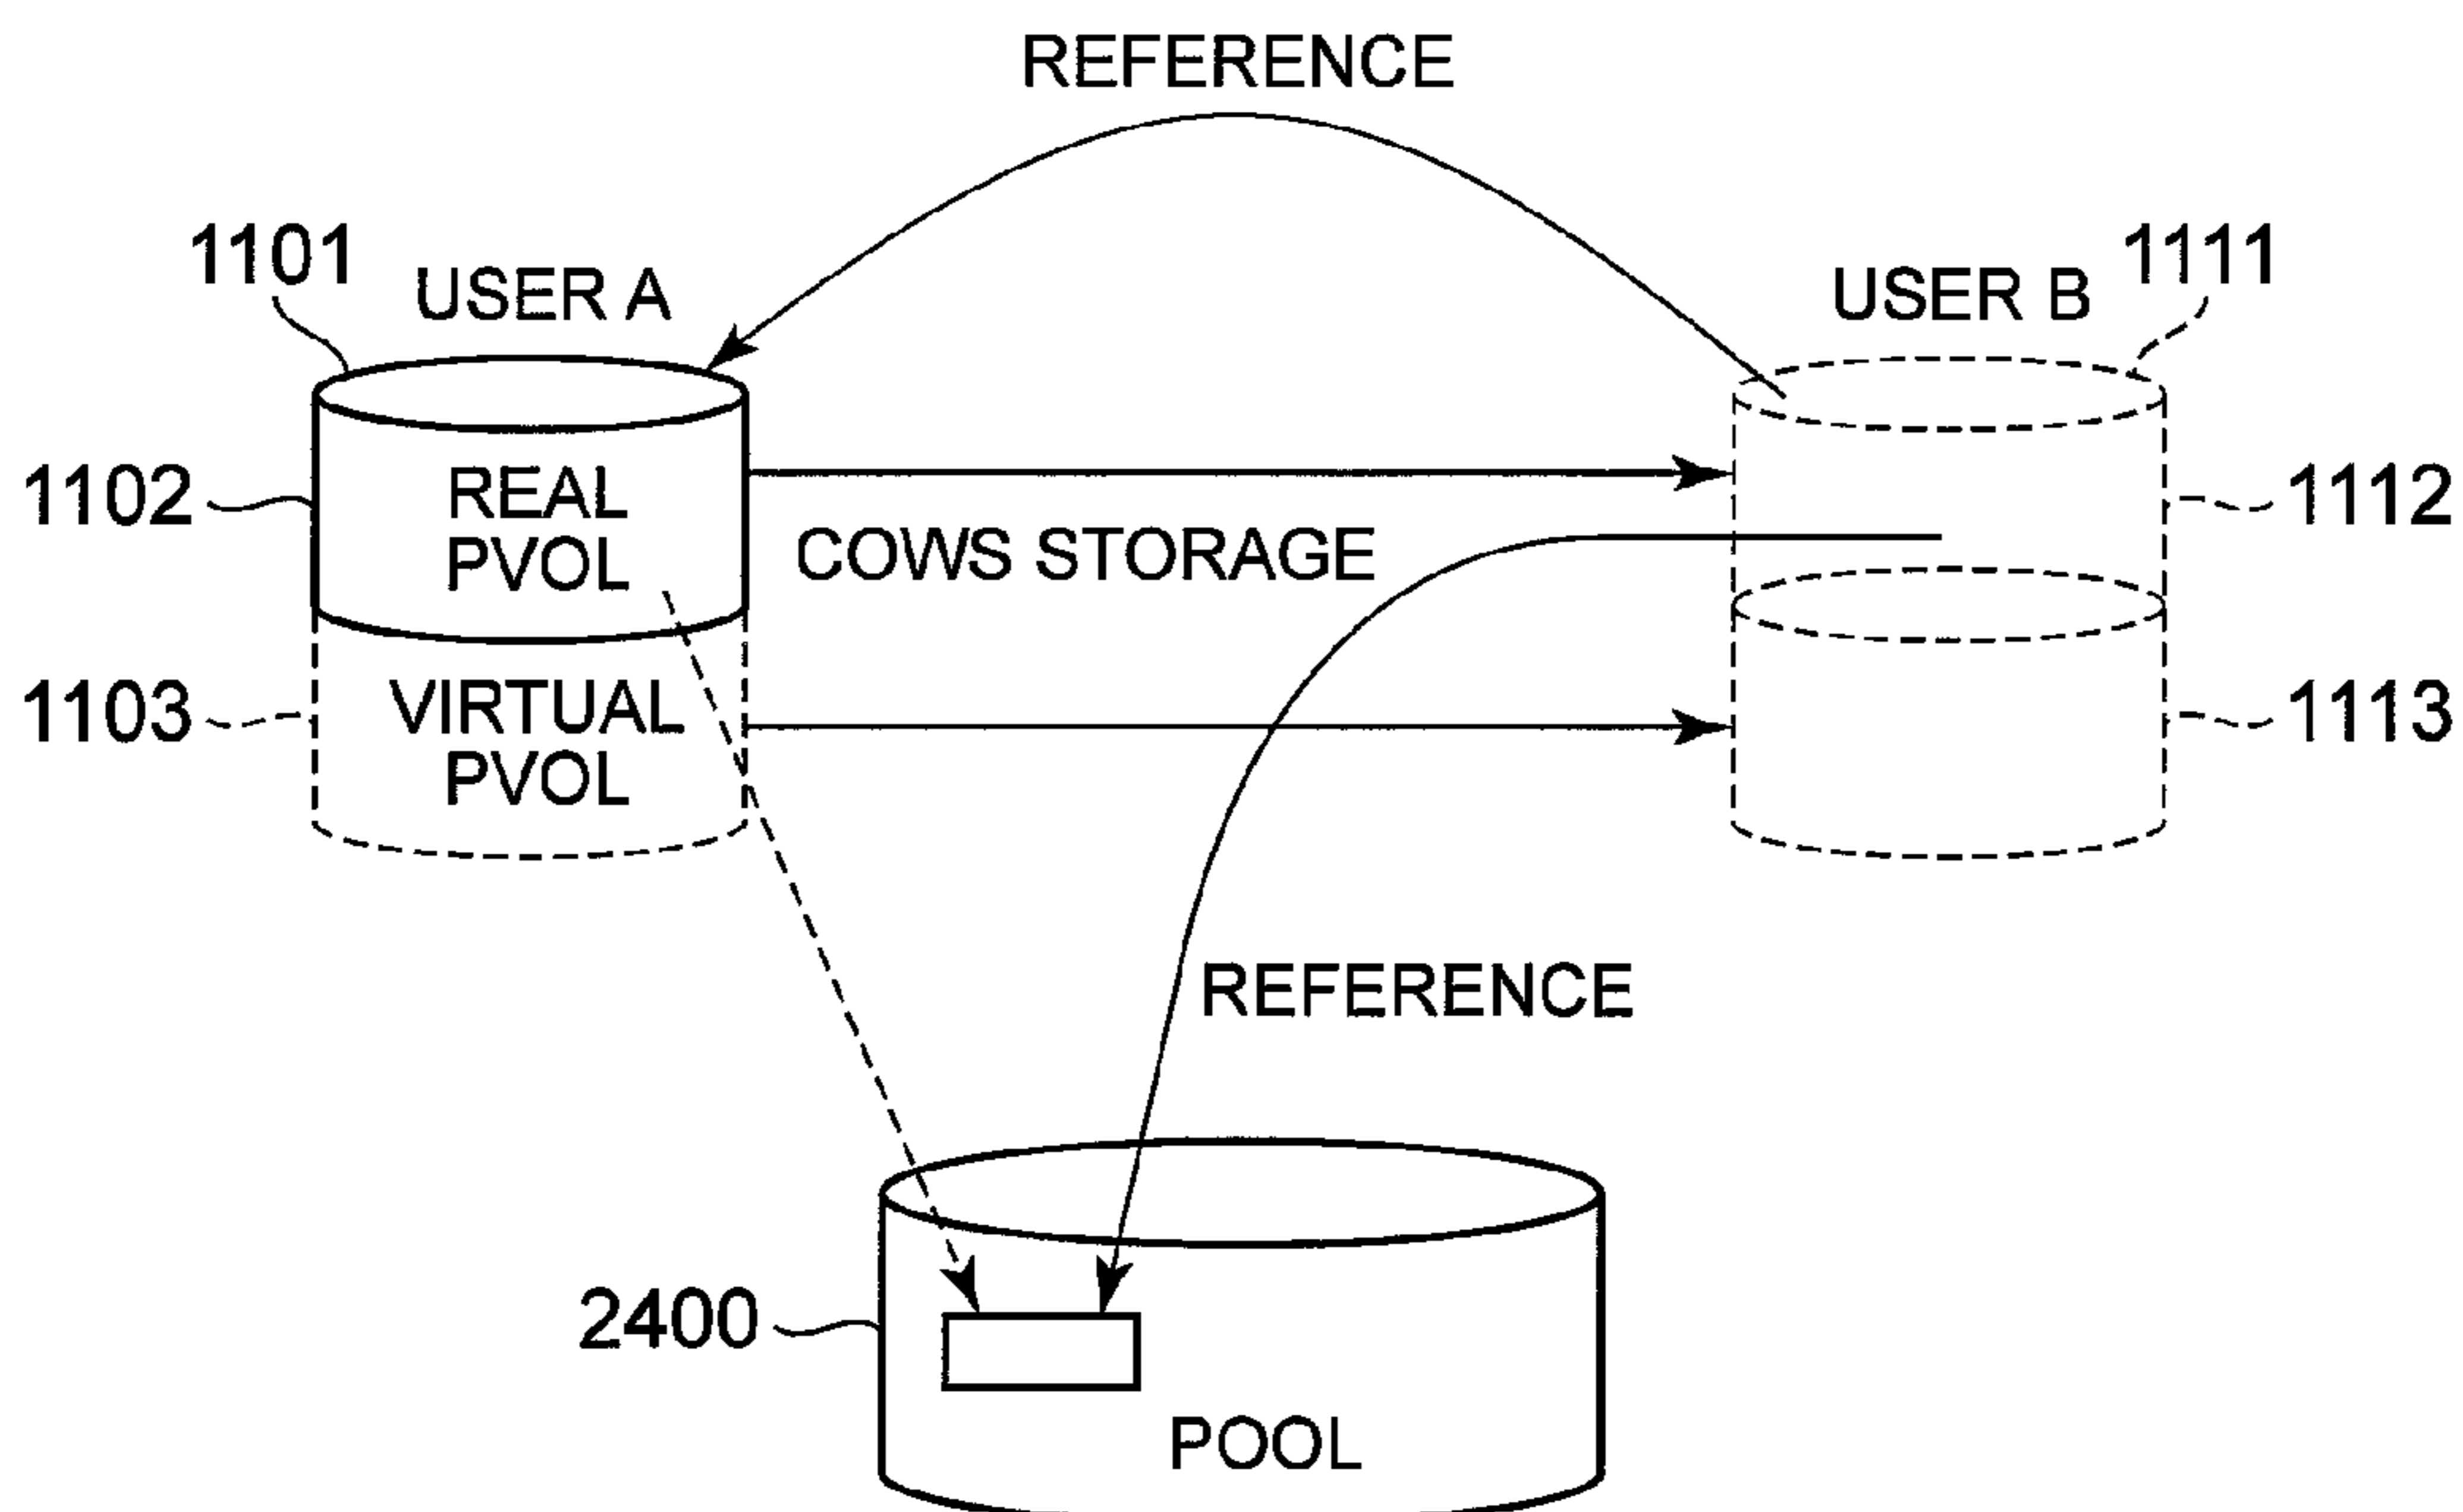 REFERENCE
1101
USER A
USER B
1111
1102
REAL
PVOL
COWS STORAGE
1112
1103
VIRTUAL
PVOL
1113
REFERENCE
2400
POOL